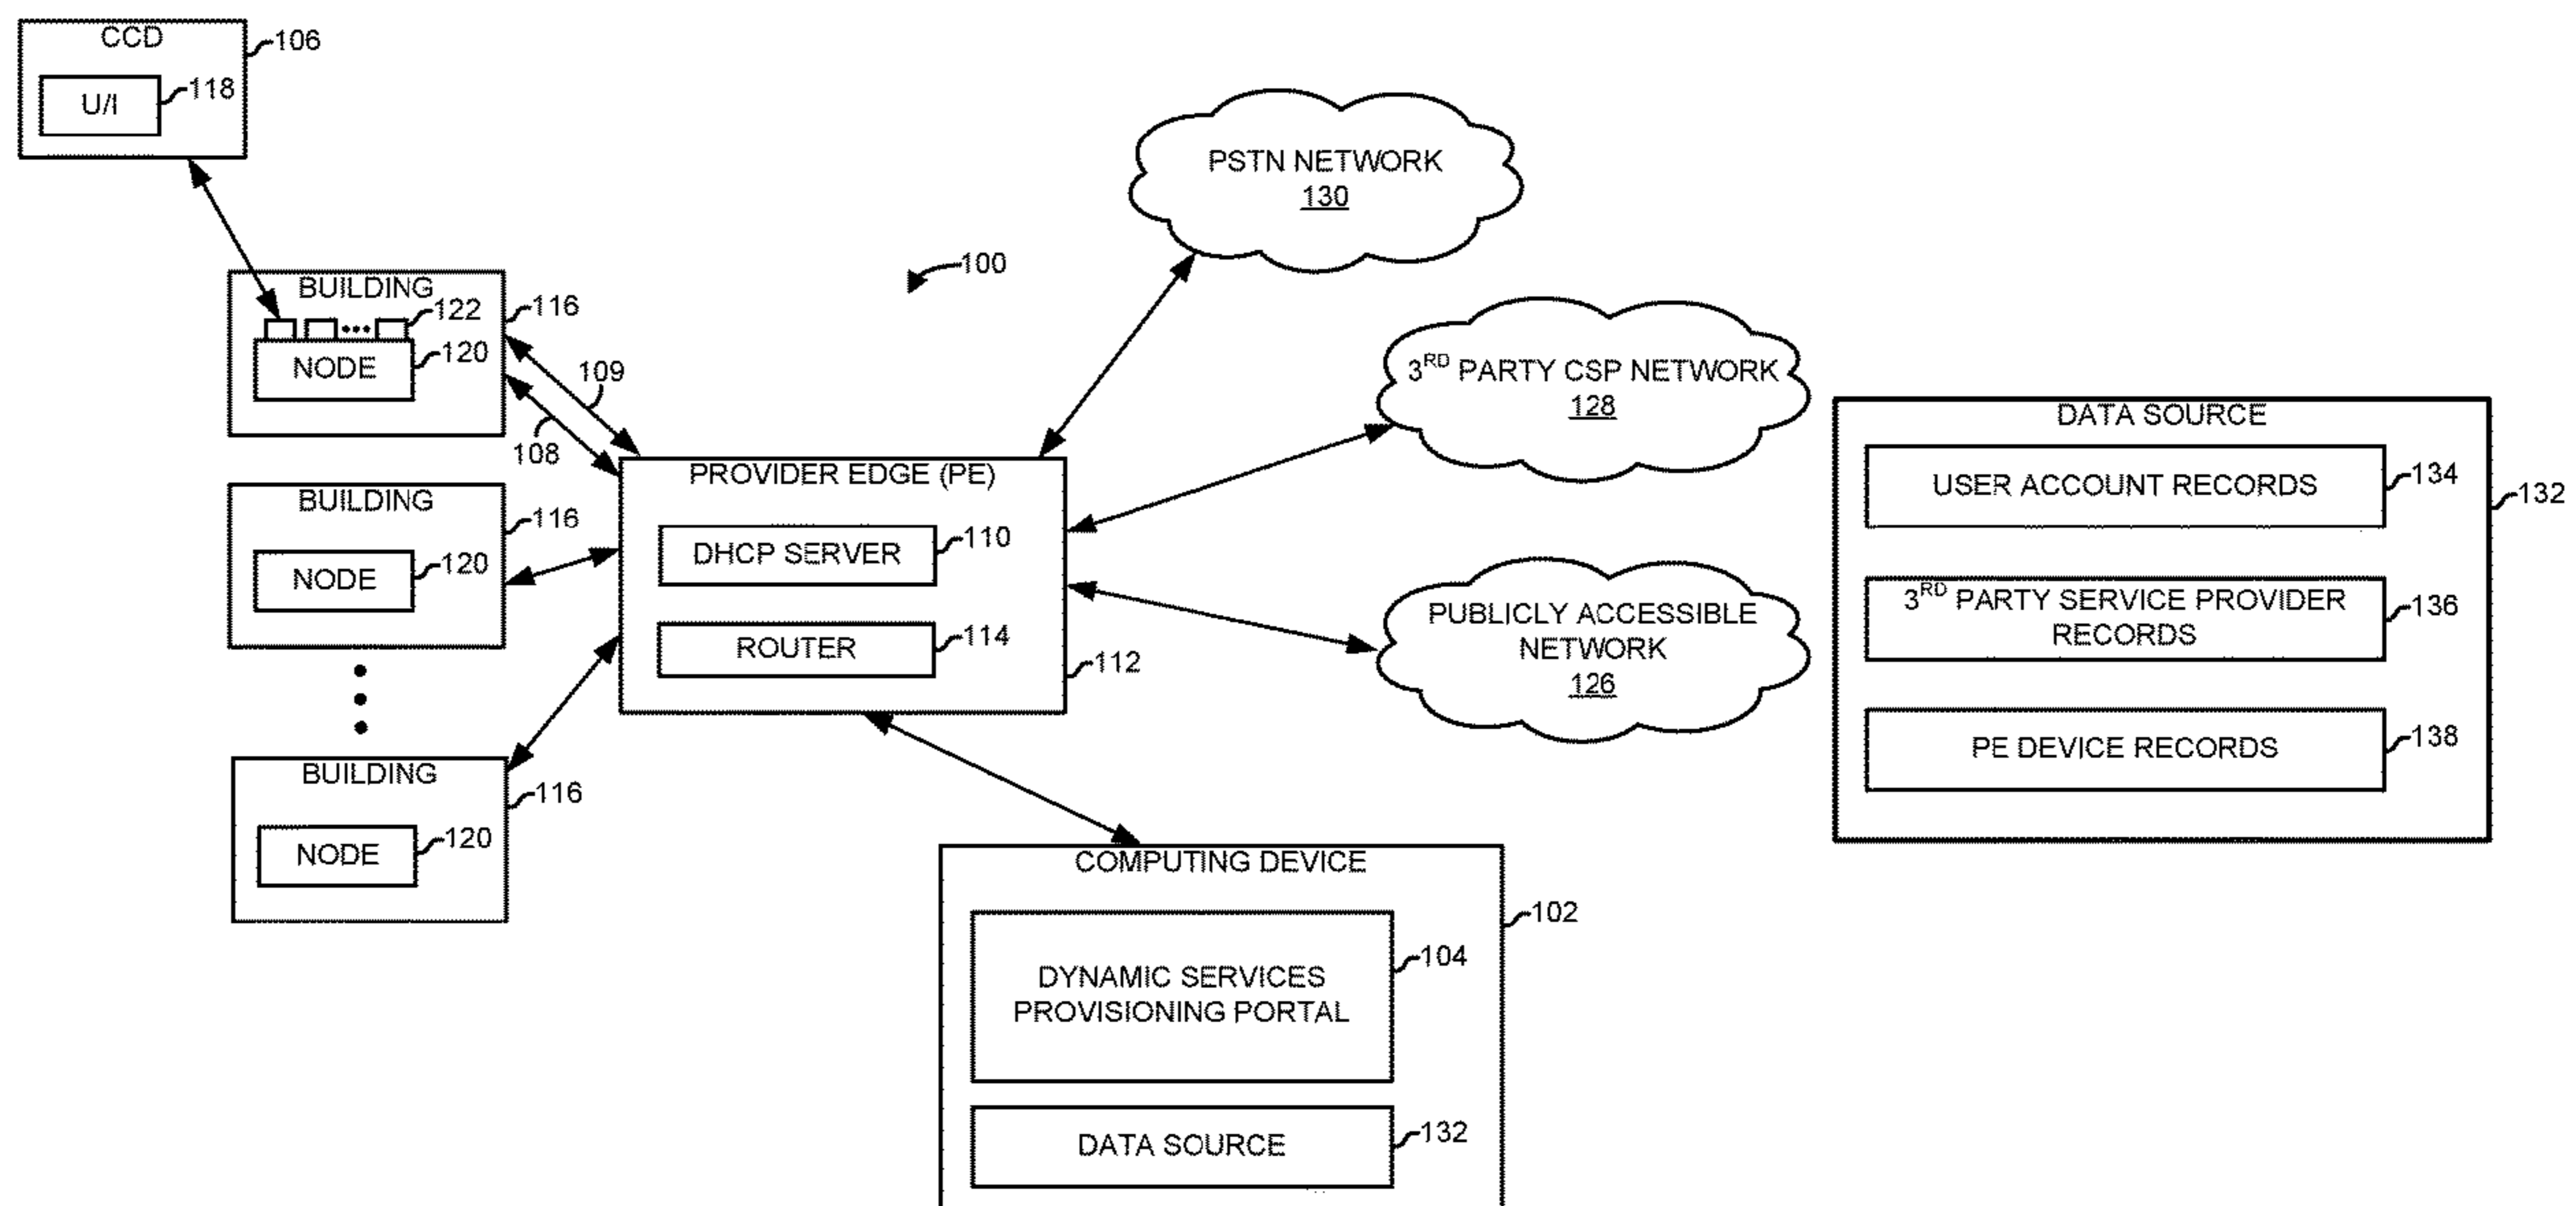 CCD
106
U/I
118
PSTN NETWORK
130
100
BUILDING
116
122
NODE
120
109
108
3RD PARTY CSP NETWORK
128
DATA SOURCE
USER ACCOUNT RECORDS
134
132
3RD PARTY SERVICE PROVIDER
RECORDS
136
PE DEVICE RECORDS
138
PROVIDER EDGE (PE)
DHCP SERVER
110
ROUTER
114
112
BUILDING
116
NODE
120
PUBLICLY ACCESSIBLE
NETWORK
126
BUILDING
116
NODE
120
COMPUTING DEVICE
102
DYNAMIC SERVICES
PROVISIONING PORTAL
104
DATA SOURCE
132